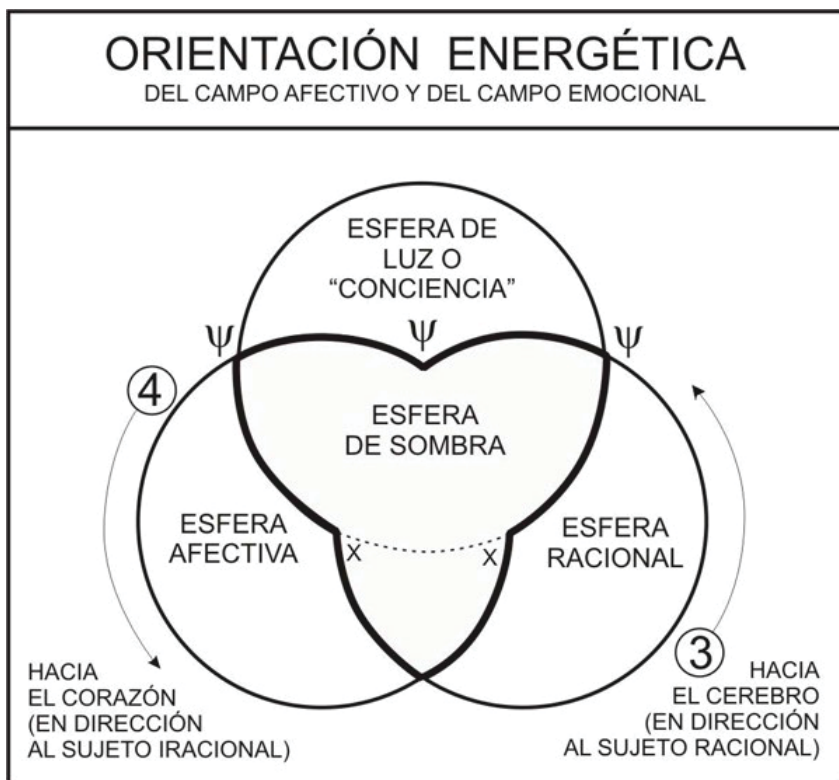 ORIENTACIÓN ENERGÉTICA
DEL CAMPO AFECTIVO Y DEL CAMPO EMOCIONAL
ESFERA DE
LUZ O
“CONCIENCIA”
ψ ψ ψ
4
ESFERA
DE SOMBRA
ESFERA
AFECTIVA
ESFERA
RACIONAL
X X
HACIA
EL CORAZÓN
(EN DIRECCIÓN
AL SUJETO IRACIONAL)
3
HACIA
EL CEREBRO
(EN DIRECCIÓN
AL SUJETO RACIONAL)